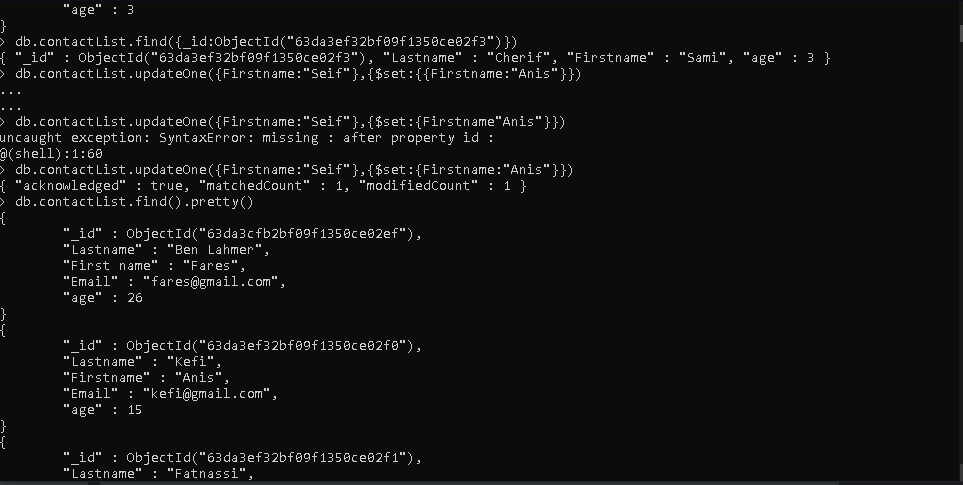 "age" : 3
}
> db.contactList.find({_id:ObjectId("63da3ef32bf09f1350ce02f3")})
{ "_id" : ObjectId("63da3ef32bf09f1350ce02f3"), "Lastname" : "Cherif", "Firstname" : "Sami", "age" : 3 }
> db.contactList.updateOne({Firstname:"Seif"},{$set:{{Firstname:"Anis"}})
...
...
> db.contactList.updateOne({Firstname:"Seif"},{$set:{Firstname"Anis"}})
uncaught exception: SyntaxError: missing : after property id :
@(shell):1:60
> db.contactList.updateOne({Firstname:"Seif"},{$set:{Firstname:"Anis"}})
{ "acknowledged" : true, "matchedCount" : 1, "modifiedCount" : 1 }
> db.contactList.find().pretty()
{
"_id" : ObjectId("63da3cfb2bf09f1350ce02ef"),
"Lastname" : "Ben Lahmer",
"First name" : "Fares",
"Email" : "fares@gmail.com",
"age" : 26
}
{
"_id" : ObjectId("63da3ef32bf09f1350ce02f0"),
"Lastname" : "Kefi",
"Firstname" : "Anis",
"Email" : "kefi@gmail.com",
"age" : 15
}
{
"_id" : ObjectId("63da3ef32bf09f1350ce02f1"),
"Lastname" : "Fatnassi",